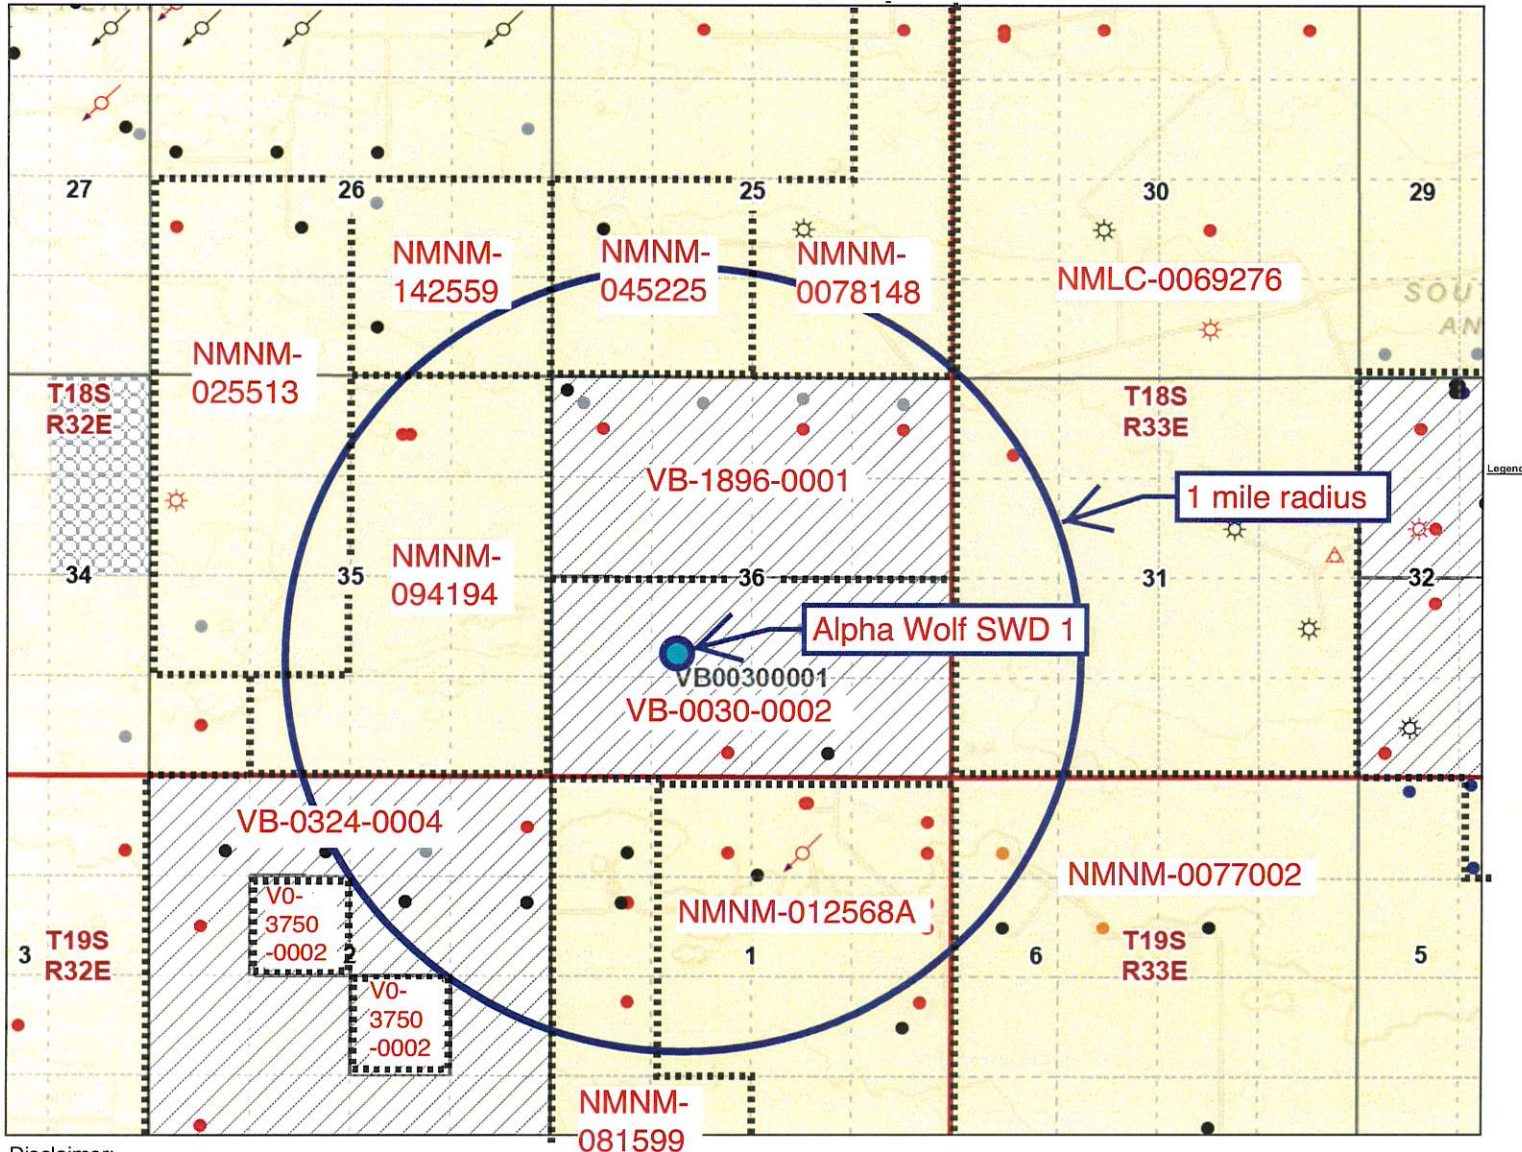 27
26
25
30
29
NMNM-
142559
NMNM-
045225
NMNM-
0078148
NMLC-0069276
SOU
AN
NMNM-
025513
T18S
R32E
T18S
R33E
VB-1896-0001
1 mile radius
Legend
34
35
NMNM-
094194
36
31
32
Alpha Wolf SWD 1
VB00300001
VB-0030-0002
VB-0324-0004
NMNM-0077002
V0-
3750
-0002
2
NMNM-012568A
3
T19S
R32E
1
6
T19S
R33E
5
V0-
3750
-0002
NMNM-
081599